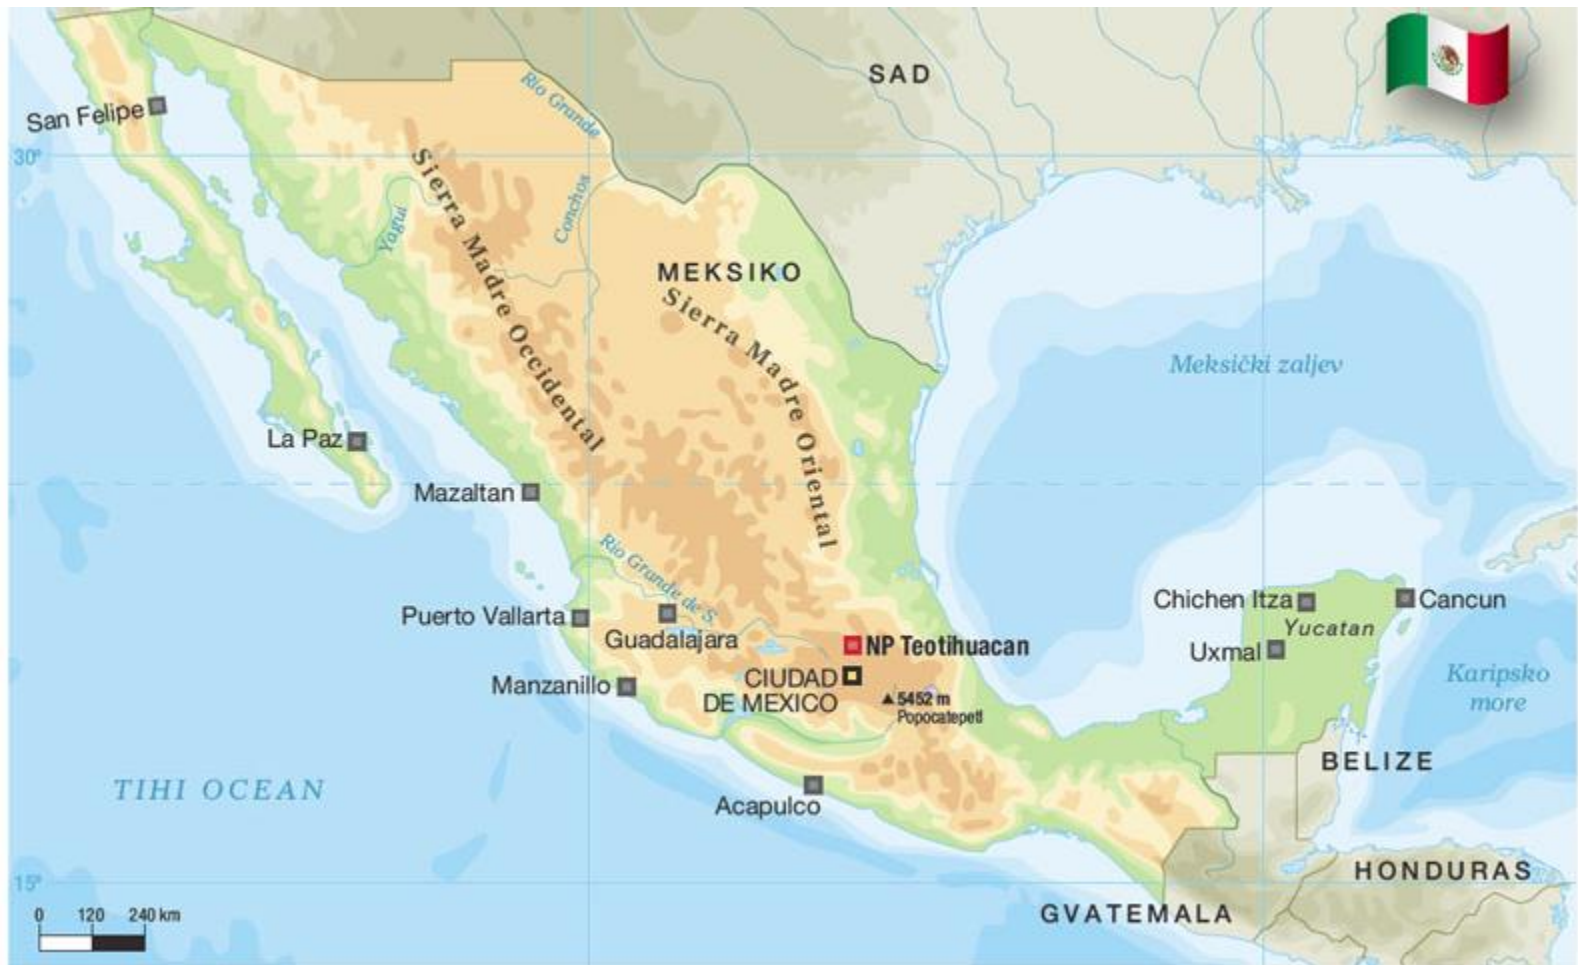 SAD
San Felipe
Rio Grande
30°
Sierra Madre Occidental
Conchos
Yagui
MEKSIKO
Sierra Madre Oriental
Meksički zaljev
La Paz
Mazaltan
Rio Grande de S.
Chichen Itza
Cancun
Puerto Vallarta
Yucatan
Guadalajara
NP Teotihuacan
Uxmal
CIUDAD
DE MEXICO
Manzanillo
5452 m
Popocatepetl
Karipsko
more
BELIZE
TIHI OCEAN
Acapulco
HONDURAS
15°
GVATEMALA
0 120 240 km